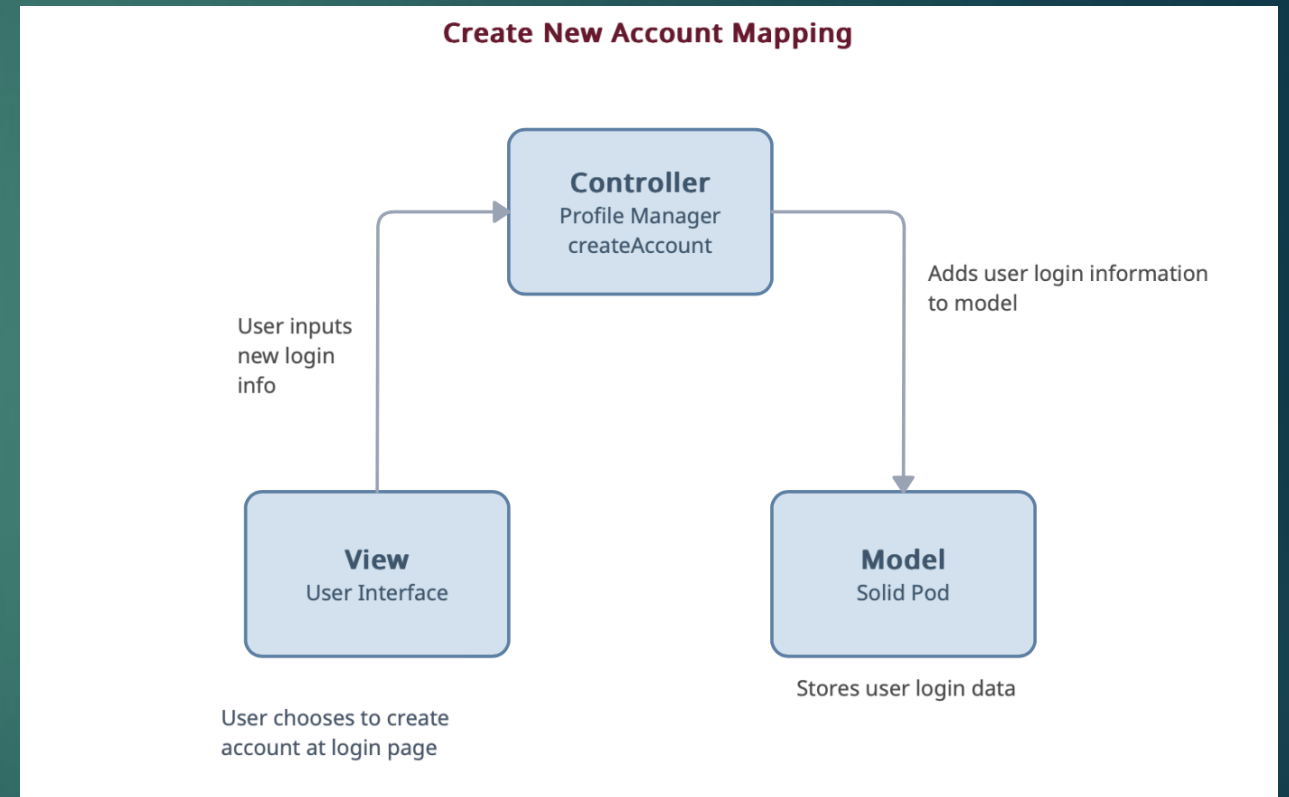 Create New Account Mapping
Controller
Profile Manager
createAccount
Adds user login information
to model
User inputs
new login
info
View
User Interface
Model
Solid Pod
Stores user login data
User chooses to create
account at login page